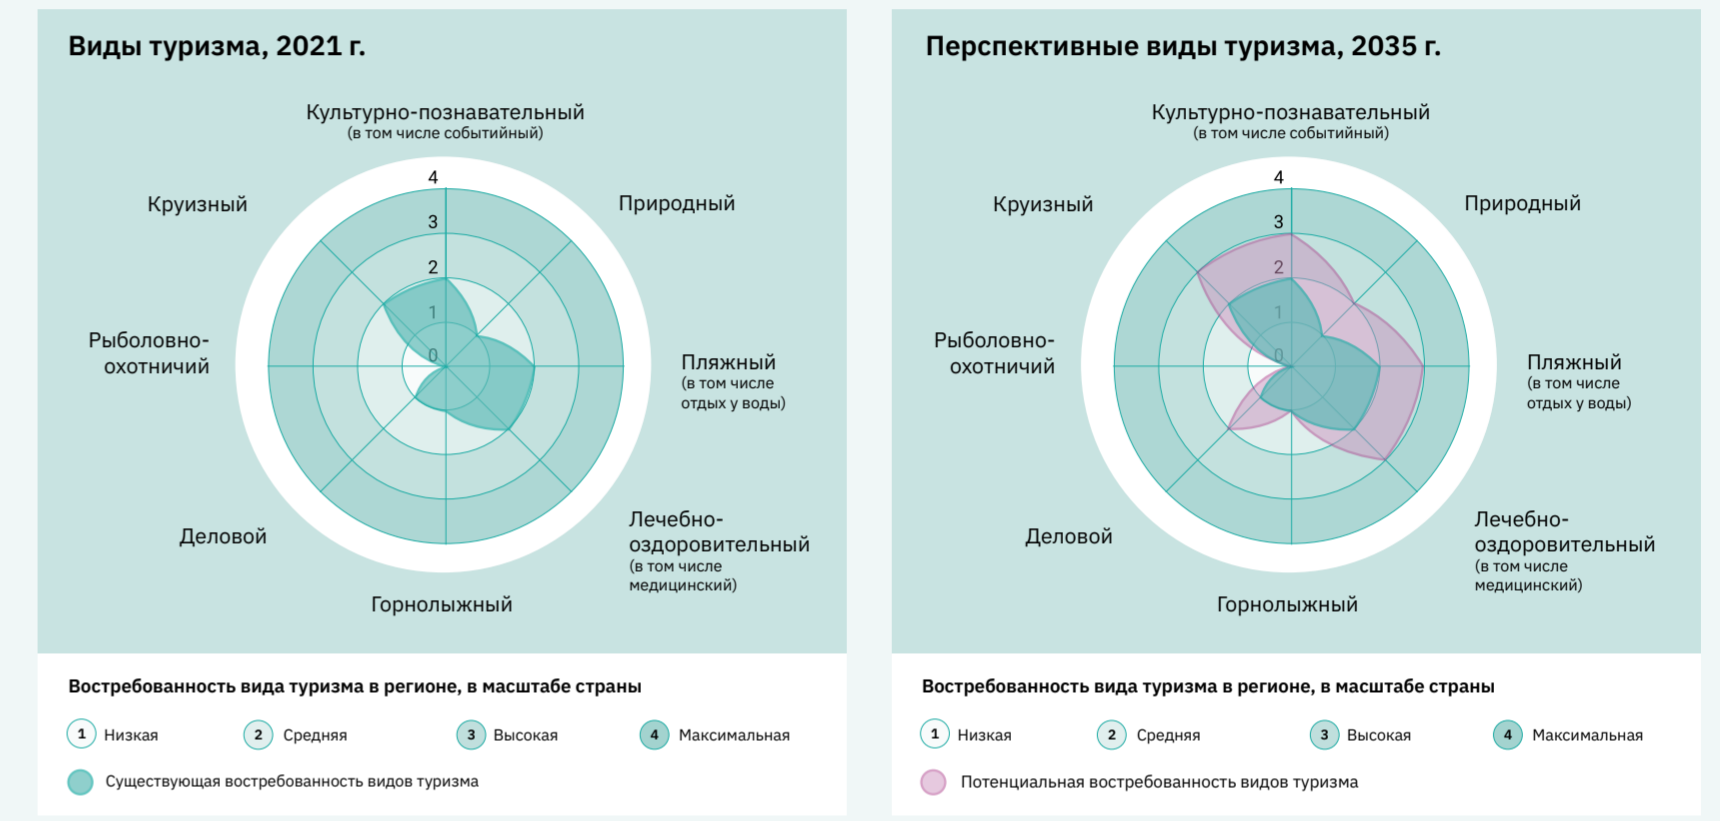 Виды туризма, 2021 г.
Культурно-познавательный
(в том числе событийный)
Круизный
Природный
4
3
2
1
0
Рыболовно-
охотничий
Пляжный
(в том числе
отдых у воды)
Деловой
Лечебно-
оздоровительный
(в том числе
медицинский)
Горнолыжный
Востребованность вида туризма в регионе, в масштабе страны
1 Низкая 2 Средняя 3 Высокая 4 Максимальная
Существующая востребованность видов туризма
Перспективные виды туризма, 2035 г.
Культурно-познавательный
(в том числе событийный)
Круизный
Природный
4
3
2
1
0
Рыболовно-
охотничий
Пляжный
(в том числе
отдых у воды)
Деловой
Лечебно-
оздоровительный
(в том числе
медицинский)
Горнолыжный
Востребованность вида туризма в регионе, в масштабе страны
1 Низкая 2 Средняя 3 Высокая 4 Максимальная
Потенциальная востребованность видов туризма